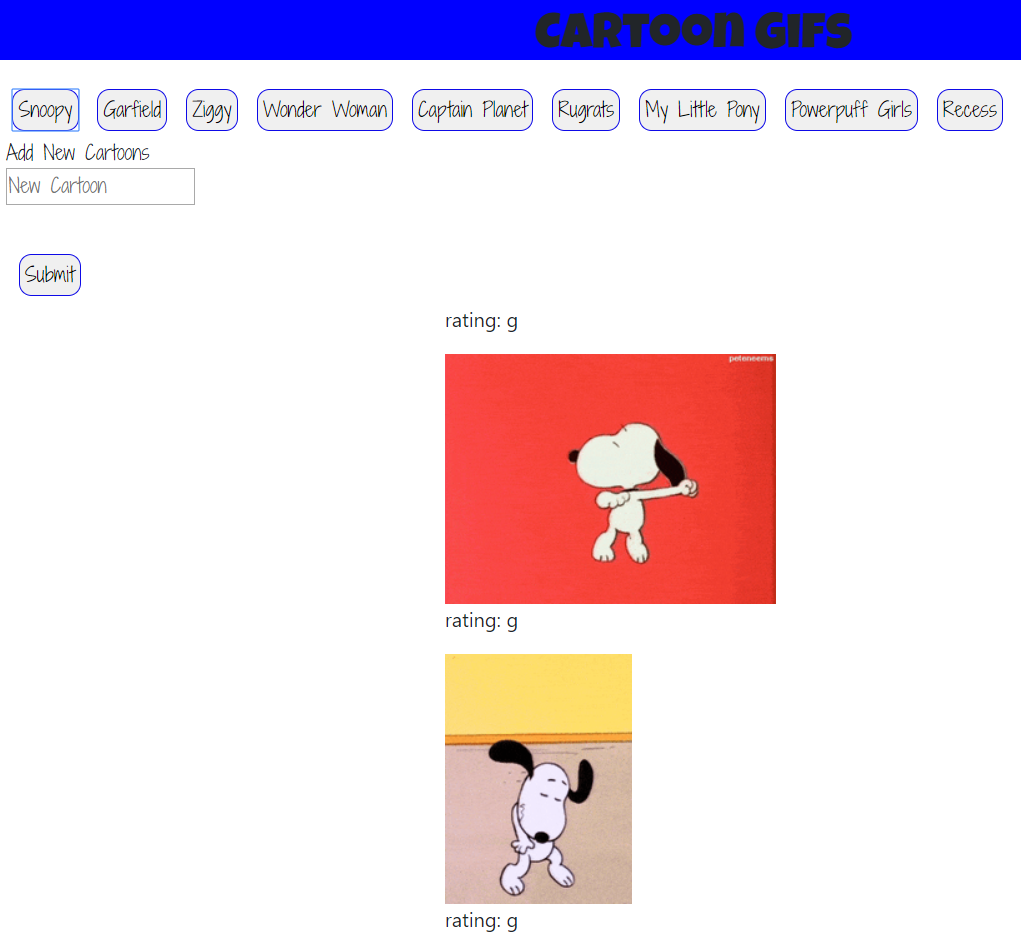 Cartoon Gifs
Snoopy Garfield Ziggy Wonder Woman Captain Planet Rugrats My Little Pony Powerpuff Girls Recess
Add New Cartoons
New Cartoon
Submit
rating: g
peteneems
rating: g
rating: g